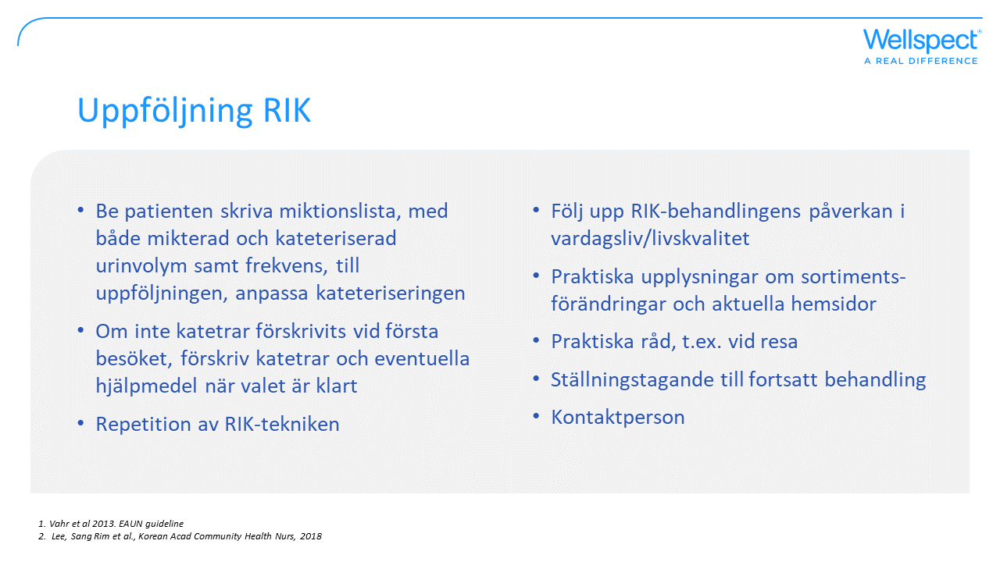 Wellspect®
A REAL DIFFERENCE
Uppföljning RIK
• Be patienten skriva miktionslista, med
både mikterad och kateteriserad
urinvolym samt frekvens, till
uppföljningen, anpassa kateteriseringen
• Om inte katetrar förskrivits vid första
besöket, förskriv katetrar och eventuella
hjälpmedel när valet är klart
• Repetition av RIK-tekniken
• Följ upp RIK-behandlingens påverkan i
vardagsliv/livskvalitet
• Praktiska upplysningar om sortiments-
förändringar och aktuella hemsidor
• Praktiska råd, t.ex. vid resa
• Ställningstagande till fortsatt behandling
• Kontaktperson
1. Vahr et al 2013. EAUN guideline
2. Lee, Sang Rim et al., Korean Acad Community Health Nurs, 2018